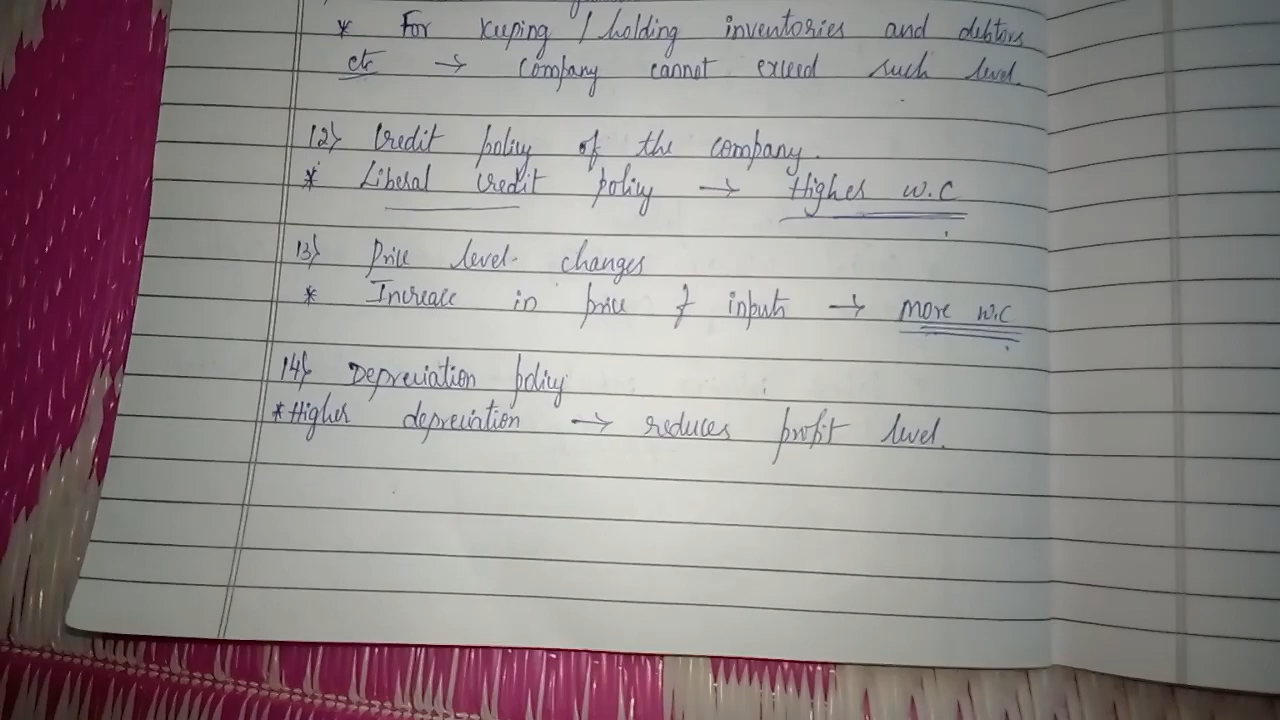 * For keeping / holding inventories and debtors
etc → company cannot exceed such level.
12} Credit policy of the company.
* Liberal credit policy → Higher W.C
13} Price level changes
* Increase in price of inputs → more W.C
14} Depreciation policy
* Higher depreciation → reduces profit level.